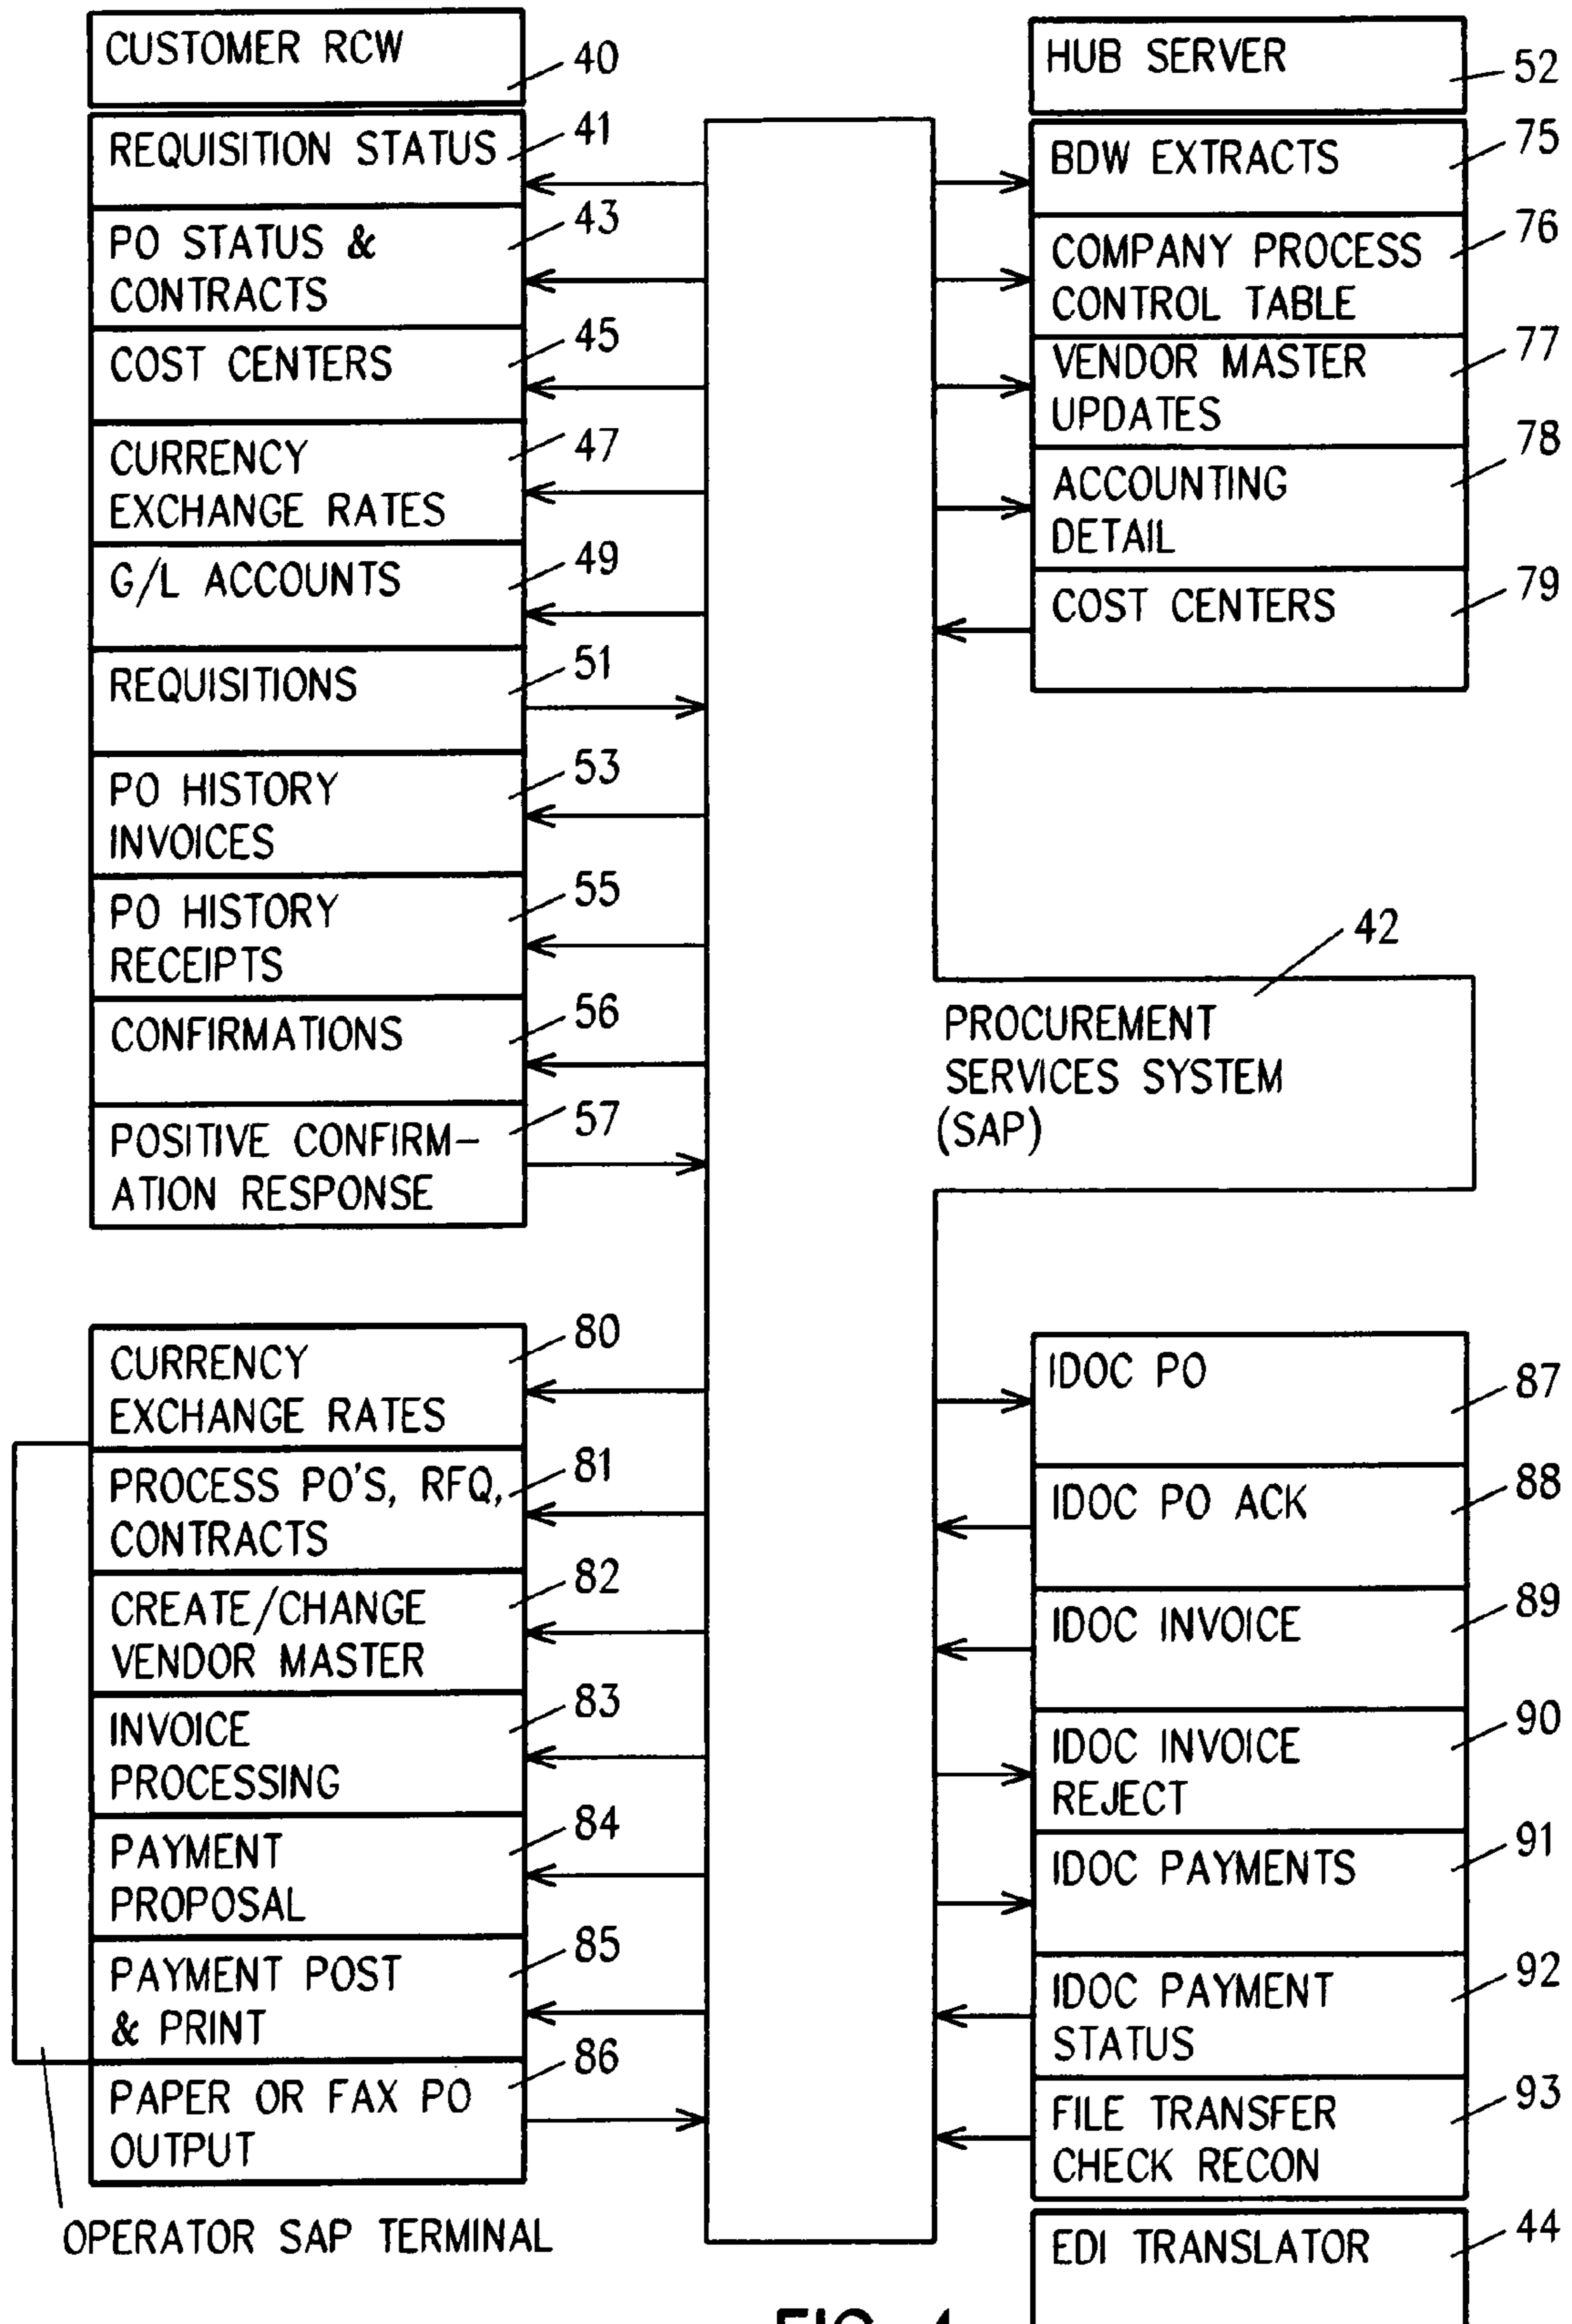 CUSTOMER RCW
40
REQUISITION STATUS
41
PO STATUS &
CONTRACTS
43
COST CENTERS
45
CURRENCY
EXCHANGE RATES
47
G/L ACCOUNTS
49
REQUISITIONS
51
PO HISTORY
INVOICES
53
PO HISTORY
RECEIPTS
55
CONFIRMATIONS
56
POSITIVE CONFIRM-
ATION RESPONSE
57
HUB SERVER
52
BDW EXTRACTS
75
COMPANY PROCESS
CONTROL TABLE
76
VENDOR MASTER
UPDATES
77
ACCOUNTING
DETAIL
78
COST CENTERS
79
42
PROCUREMENT
SERVICES SYSTEM
(SAP)
CURRENCY
EXCHANGE RATES
80
PROCESS PO'S, RFQ,
CONTRACTS
81
CREATE/CHANGE
VENDOR MASTER
82
INVOICE
PROCESSING
83
PAYMENT
PROPOSAL
84
PAYMENT POST
& PRINT
85
PAPER OR FAX PO
OUTPUT
86
OPERATOR SAP TERMINAL
IDOC PO
87
IDOC PO ACK
88
IDOC INVOICE
89
IDOC INVOICE
REJECT
90
IDOC PAYMENTS
91
IDOC PAYMENT
STATUS
92
FILE TRANSFER
CHECK RECON
93
EDI TRANSLATOR
44